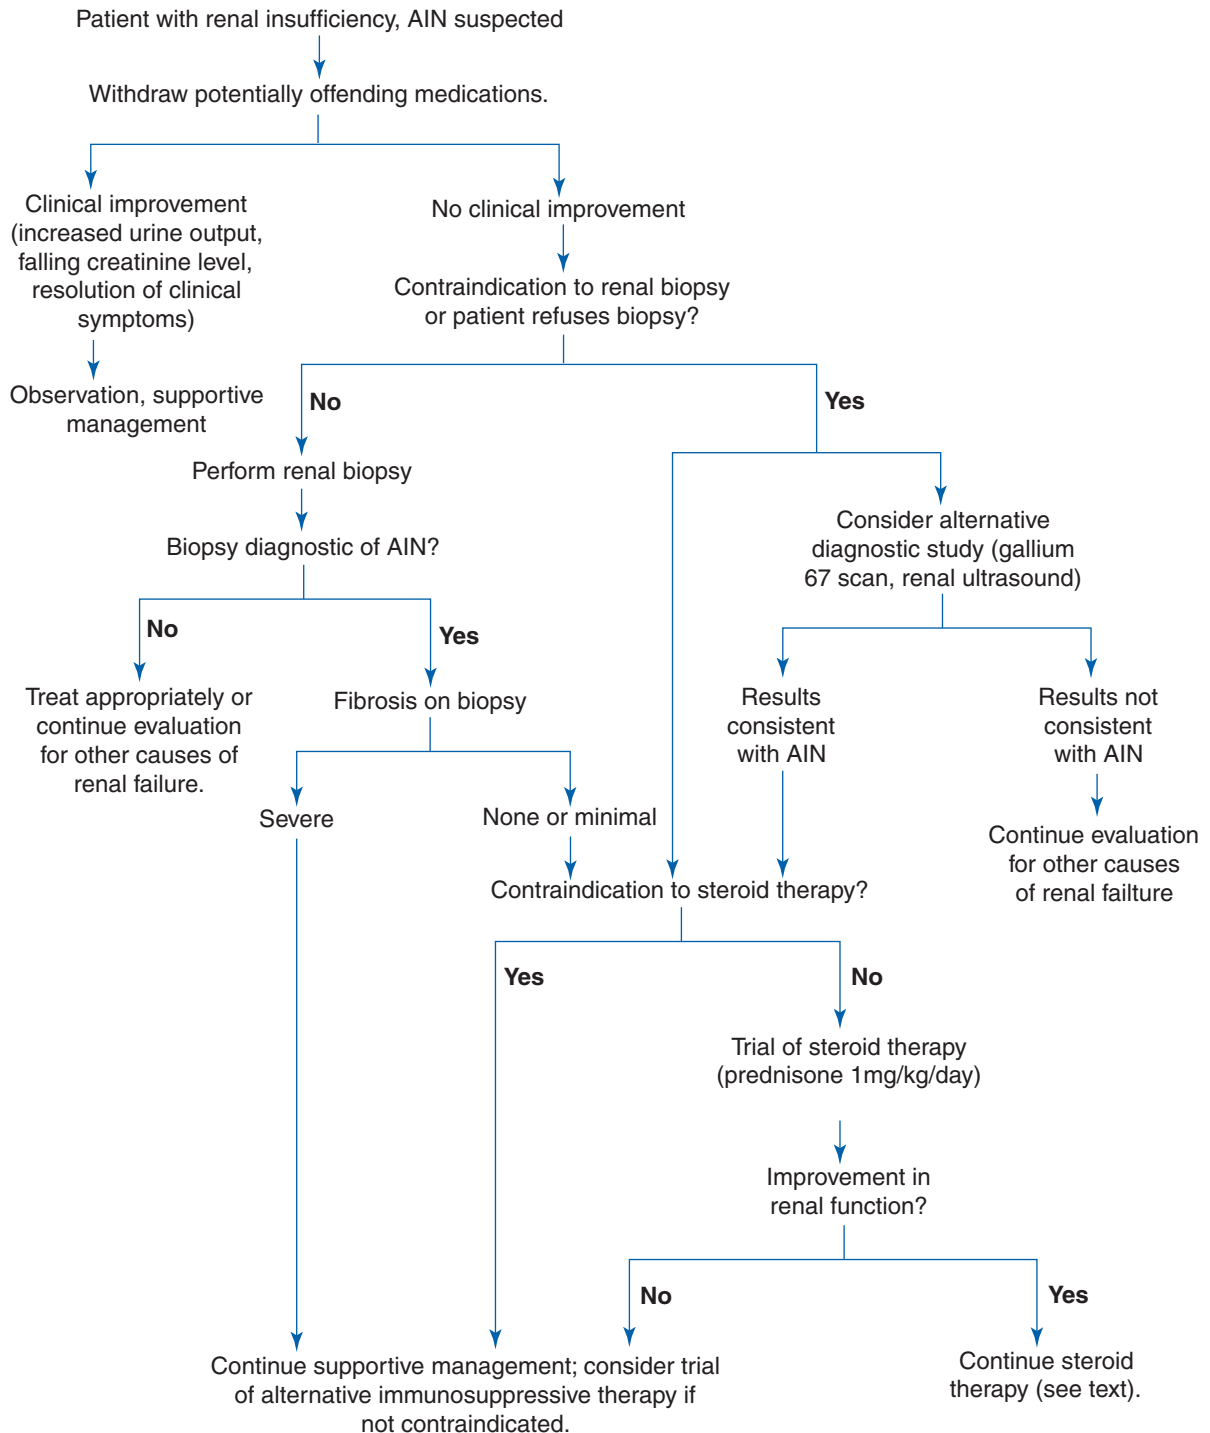 Patient with renal insufficiency, AIN suspected
Withdraw potentially offending medications.
Clinical improvement
(increased urine output,
falling creatinine level,
resolution of clinical
symptoms)
Observation, supportive
management
No clinical improvement
Contraindication to renal biopsy
or patient refuses biopsy?
No
Yes
Perform renal biopsy
Biopsy diagnostic of AIN?
No
Yes
Treat appropriately or
continue evaluation
for other causes of
renal failure.
Fibrosis on biopsy
Severe
None or minimal
Consider alternative
diagnostic study (gallium
67 scan, renal ultrasound)
Results
consistent
with AIN
Results not
consistent
with AIN
Continue evaluation
for other causes
of renal failture
Contraindication to steroid therapy?
Yes
No
Trial of steroid therapy
(prednisone 1mg/kg/day)
Improvement in
renal function?
No
Yes
Continue supportive management; consider trial
of alternative immunosuppressive therapy if
not contraindicated.
Continue steroid
therapy (see text).